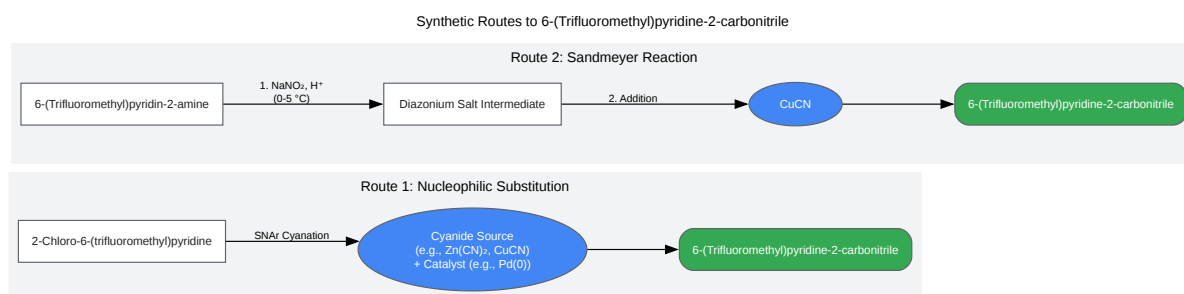 Synthetic Routes to 6-(Trifluoromethyl)pyridine-2-carbonitrile
Route 2: Sandmeyer Reaction
6-(Trifluoromethyl)pyridin-2-amine
1. NaNO₂, H⁺
(0-5 °C)
Diazonium Salt Intermediate
2. Addition
CuCN
6-(Trifluoromethyl)pyridine-2-carbonitrile
Route 1: Nucleophilic Substitution
2-Chloro-6-(trifluoromethyl)pyridine
SNAr Cyanation
Cyanide Source
(e.g., Zn(CN)₂, CuCN)
+ Catalyst (e.g., Pd(0))
6-(Trifluoromethyl)pyridine-2-carbonitrile